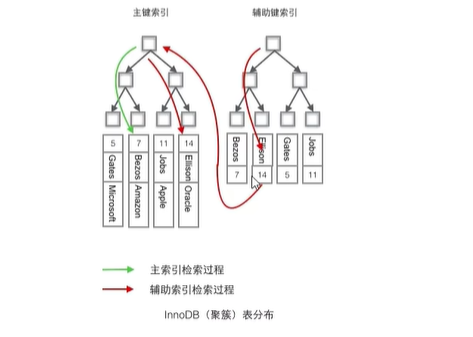 主键索引
辅助键索引
5
Gates
Microsoft
7
Bezos
Amazon
11
Jobs
Apple
14
Ellison
Oracle
Bezos
7
Ellison
14
Gates
5
Jobs
11
主索引检索过程
辅助索引检索过程
InnoDB（聚簇）表分布